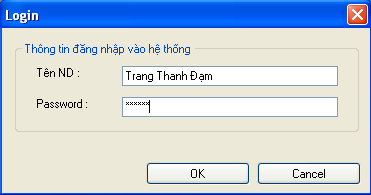 Login
Thông tin đăng nhập vào hệ thống
Tên ND : Trang Thanh Đạm
Password : ******
OK Cancel